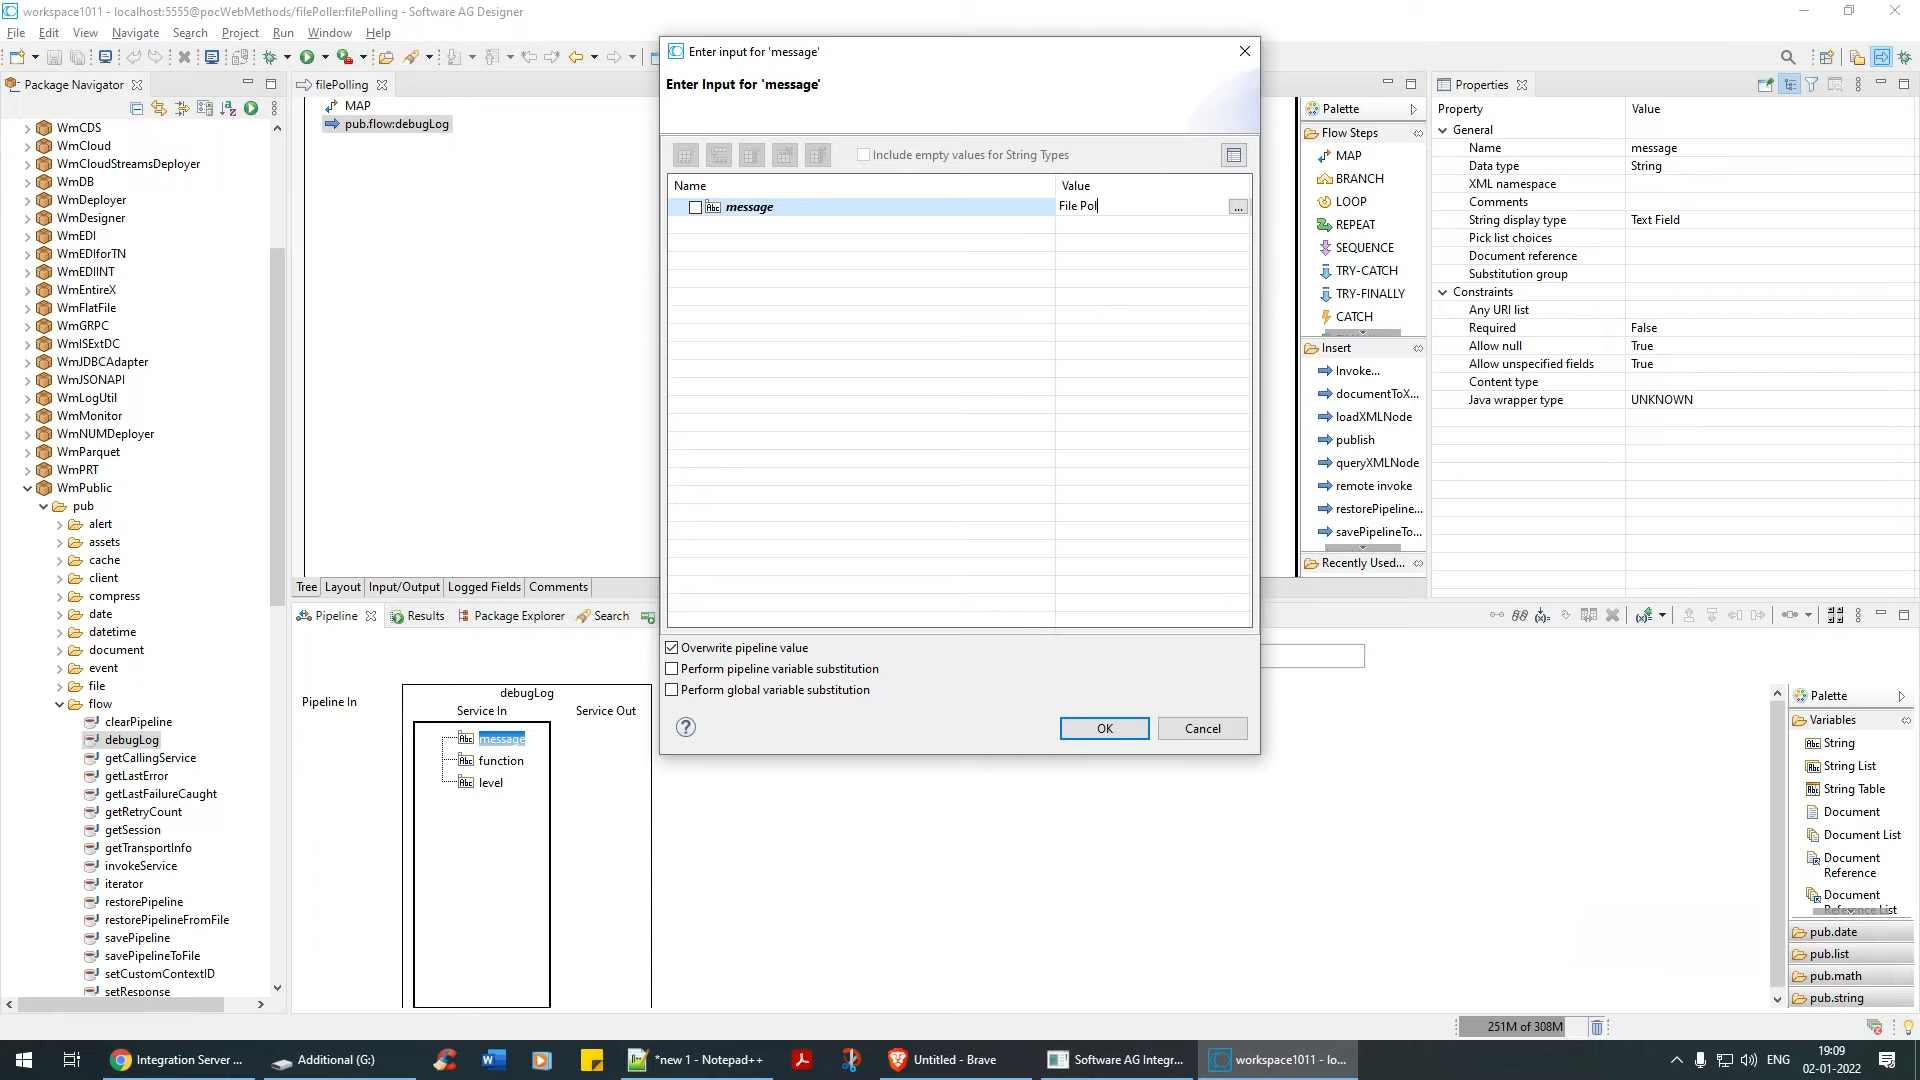 workspace1011 - localhost:5555@pocWebMethods/filePoller:filePolling - Software AG Designer
File Edit View Navigate Search Project Run Window Help
Package Navigator
WmCDS
WmCloud
WmCloudStreamsDeployer
WmDB
WmDeployer
WmDesigner
WmEDI
WmEDIforTN
WmEDIINT
WmEntireX
WmFlatFile
WmGRPC
WmISExtDC
WmJDBCAdapter
WmJSONAPI
WmLogUtil
WmMonitor
WmNUMDeployer
WmParquet
WmPRT
WmPublic
pub
alert
assets
cache
client
compress
date
datetime
document
event
file
flow
clearPipeline
debugLog
getCallingService
getLastError
getLastFailureCaught
getRetryCount
getSession
getTransportInfo
invokeService
iterator
restorePipeline
restorePipelineFromFile
savePipeline
savePipelineToFile
setCustomContextID
setResponse
filePolling
MAP
pub.flow:debugLog
Tree Layout Input/Output Logged Fields Comments
Pipeline Results Package Explorer Search
Pipeline In
debugLog
Service In Service Out
message
function
level
Enter input for 'message'
Enter Input for 'message'
Include empty values for String Types
Name Value
Abc message File Pol ...
Overwrite pipeline value
Perform pipeline variable substitution
Perform global variable substitution
? OK Cancel
Palette
Flow Steps
MAP
BRANCH
LOOP
REPEAT
SEQUENCE
TRY-CATCH
TRY-FINALLY
CATCH
Insert
Invoke...
documentToX...
loadXMLNode
publish
queryXMLNode
remote invoke
restorePipeline...
savePipelineTo...
Recently Used...
Properties
Property Value
General
Name message
Data type String
XML namespace
Comments
String display type Text Field
Pick list choices
Document reference
Substitution group
Constraints
Any URI list
Required False
Allow null True
Allow unspecified fields True
Content type
Java wrapper type UNKNOWN
Palette
Variables
String
String List
String Table
Document
Document List
Document
Reference
Document
Reference List
pub.date
pub.list
pub.math
pub.string
251M of 308M
Integration Server ... Additional (G:) *new 1 - Notepad++ Untitled - Brave Software AG Integr... workspace1011 - lo... ENG
19:09
02-01-2022